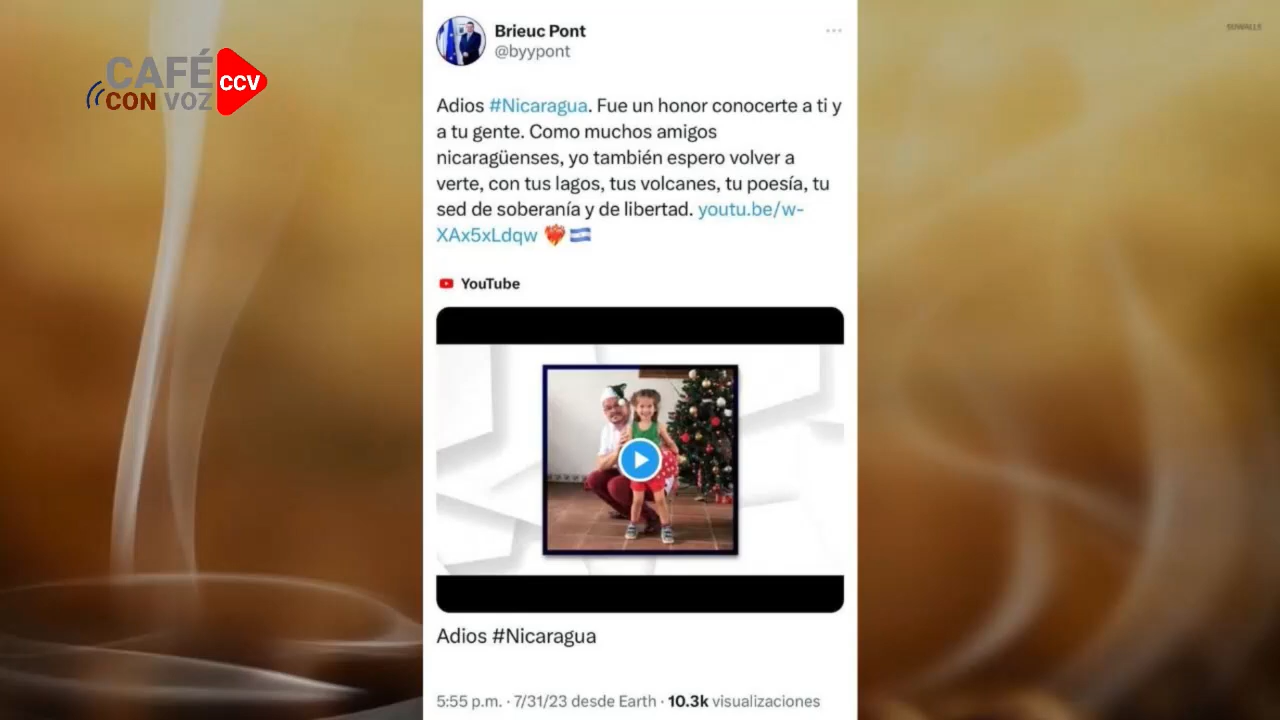 CAFÉ
CON VOZ
CCV
SUWALLS
Brieuc Pont
@byypont
Adios #Nicaragua. Fue un honor conocerte a ti y
a tu gente. Como muchos amigos
nicaragüenses, yo también espero volver a
verte, con tus lagos, tus volcanes, tu poesía, tu
sed de soberanía y de libertad. youtu.be/w-
XAx5xLdqw
YouTube
Adios #Nicaragua
5:55 p.m. · 7/31/23 desde Earth · 10.3k visualizaciones